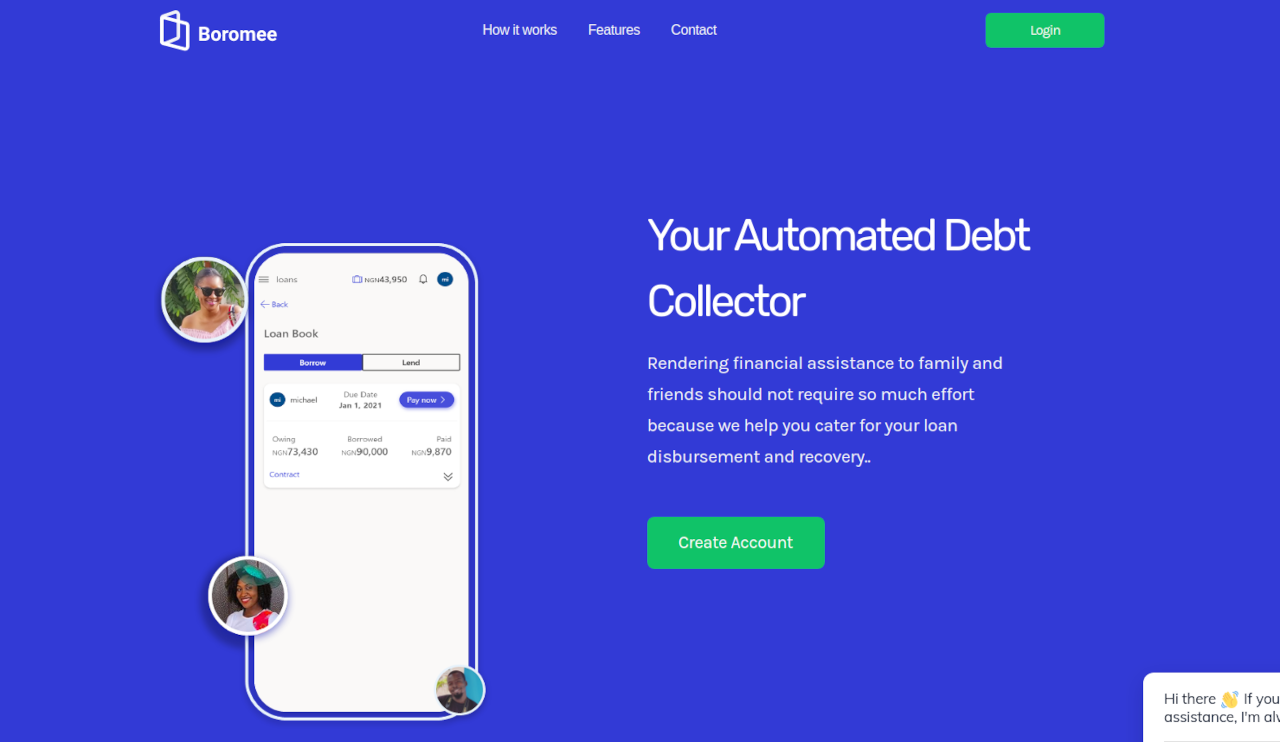 Boromee
How it works
Features
Contact
Login
Your Automated Debt
Collector
Rendering financial assistance to family and
friends should not require so much effort
because we help you cater for your loan
disbursement and recovery..
Create Account
loans
NGN43,950
mi
Back
Loan Book
Borrow
Lend
mi
michael
Due Date
Jan 1, 2021
Pay now
Owing
Borrowed
Paid
NGN73,430
NGN90,000
NGN9,870
Contract
Hi there 👋 If you
assistance, I'm alw